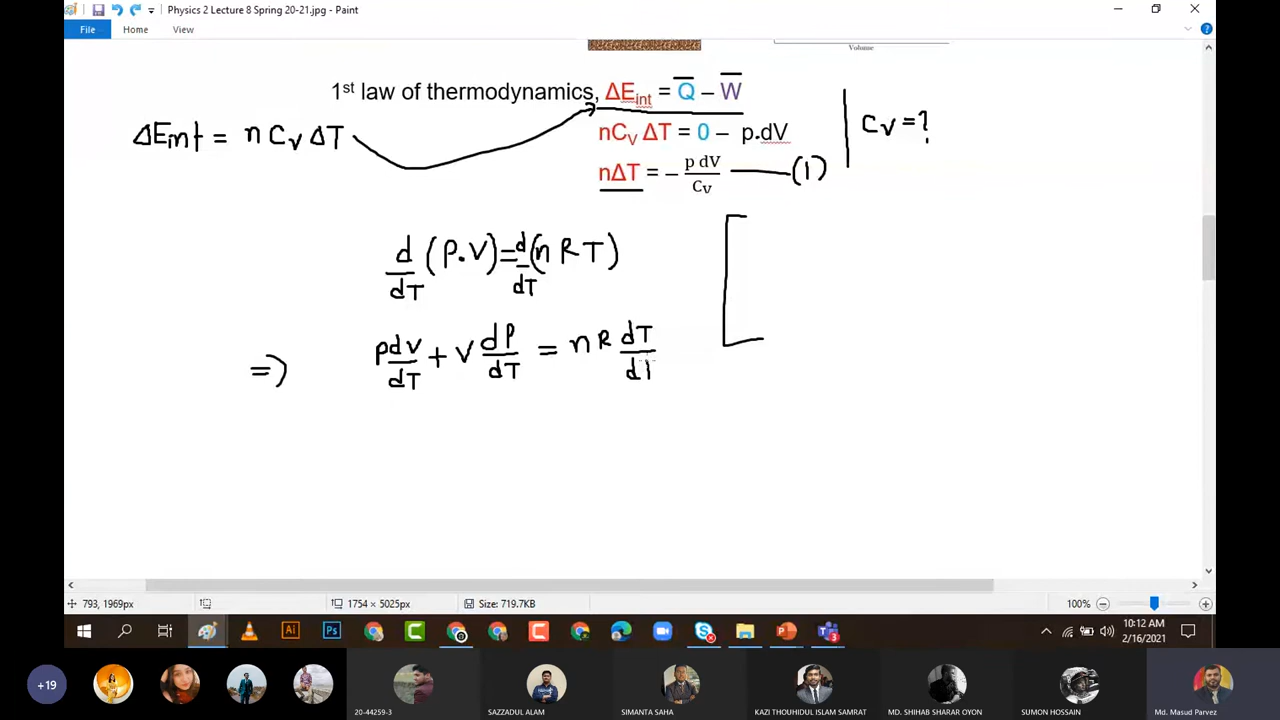 Physics 2 Lecture 8 Spring 20-21.jpg - Paint
File Home View
Volume
1st law of thermodynamics, ΔEint = Q – W
ΔEint = n Cv ΔT
nCV ΔT = 0 – p.dV
Cv = ?
nΔT = – p dV / CV —— (1)
d/dT (P.V) = d/dT (n R T)
=> P dV/dT + V dP/dT = n R dT/dT
793, 1969px
1754 × 5025px
Size: 719.7KB
100%
10:12 AM
2/16/2021
+19
20-44259-3
SAZZADUL ALAM
SIMANTA SAHA
KAZI THOUHIDUL ISLAM SAMRAT
MD. SHIHAB SHARAR OYON
SUMON HOSSAIN
Md. Masud Parvez